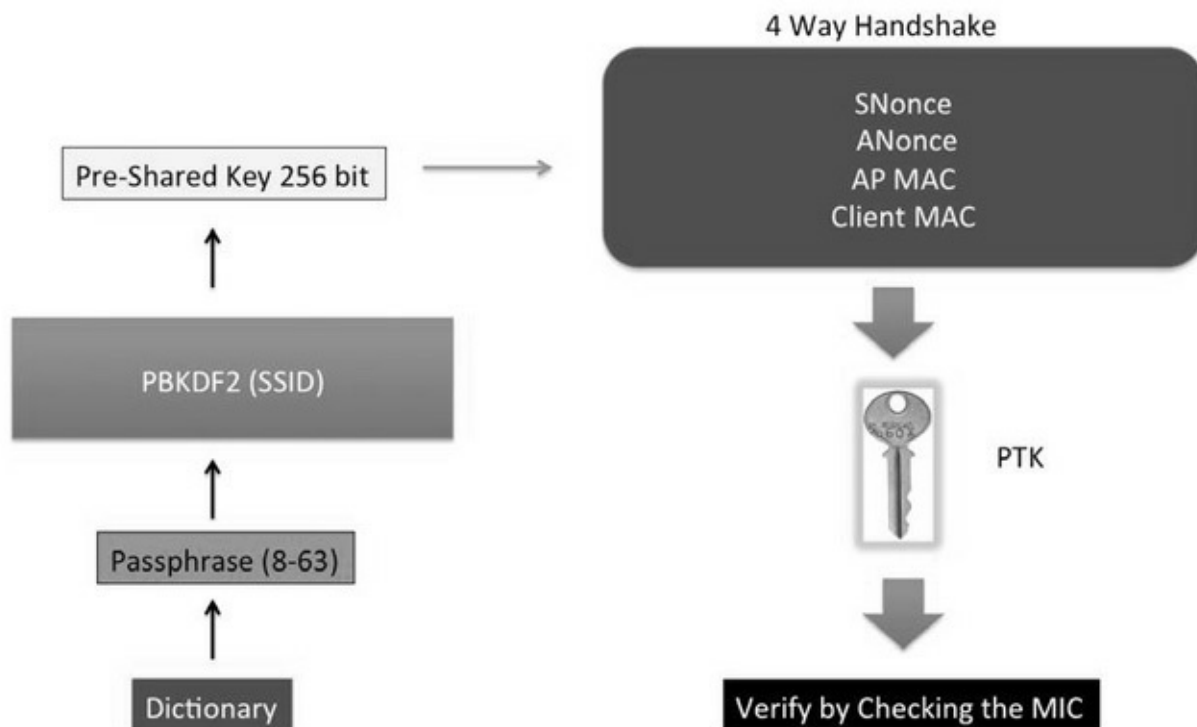 4 Way Handshake
SNonce
ANonce
AP MAC
Client MAC
Pre-Shared Key 256 bit
PBKDF2 (SSID)
PTK
Passphrase (8-63)
Dictionary
Verify by Checking the MIC